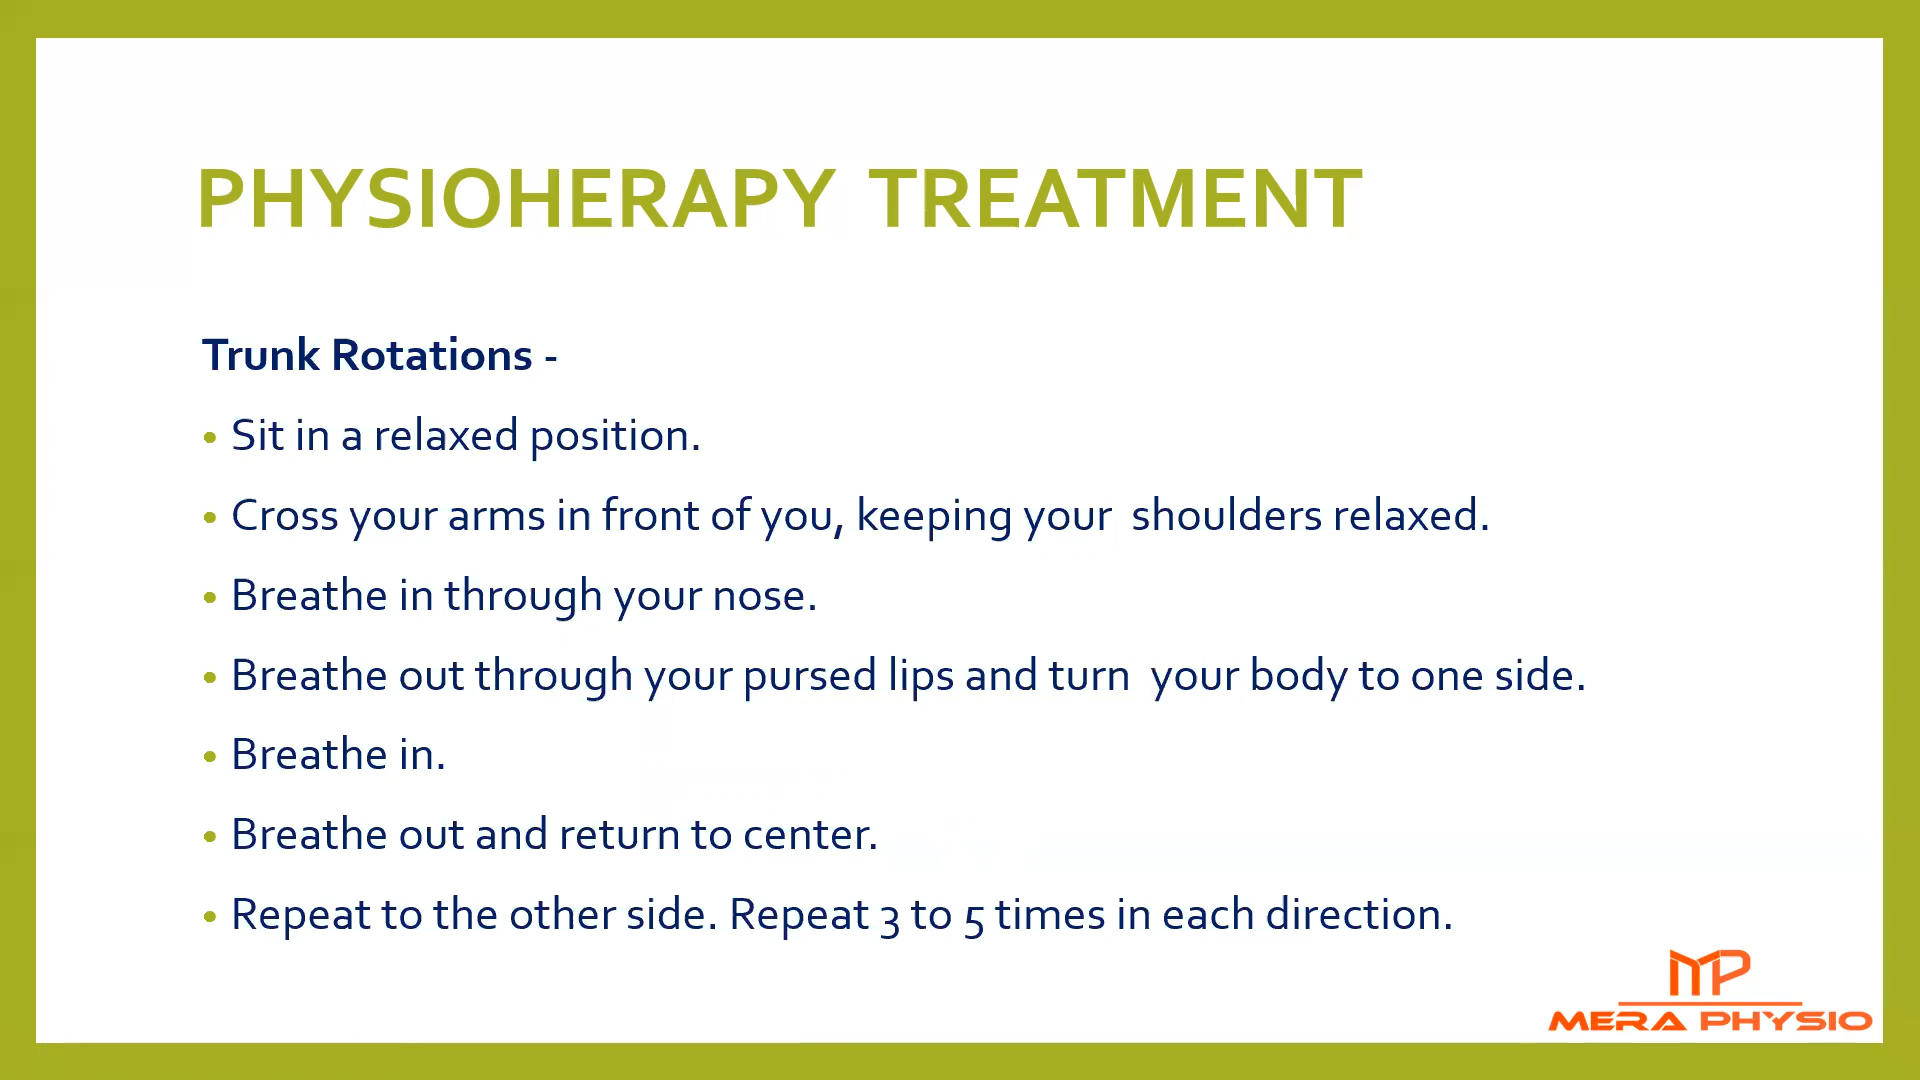 PHYSIOHERAPY TREATMENT
Trunk Rotations -
• Sit in a relaxed position.
• Cross your arms in front of you, keeping your shoulders relaxed.
• Breathe in through your nose.
• Breathe out through your pursed lips and turn your body to one side.
• Breathe in.
• Breathe out and return to center.
• Repeat to the other side. Repeat 3 to 5 times in each direction.
MP
MERA PHYSIO